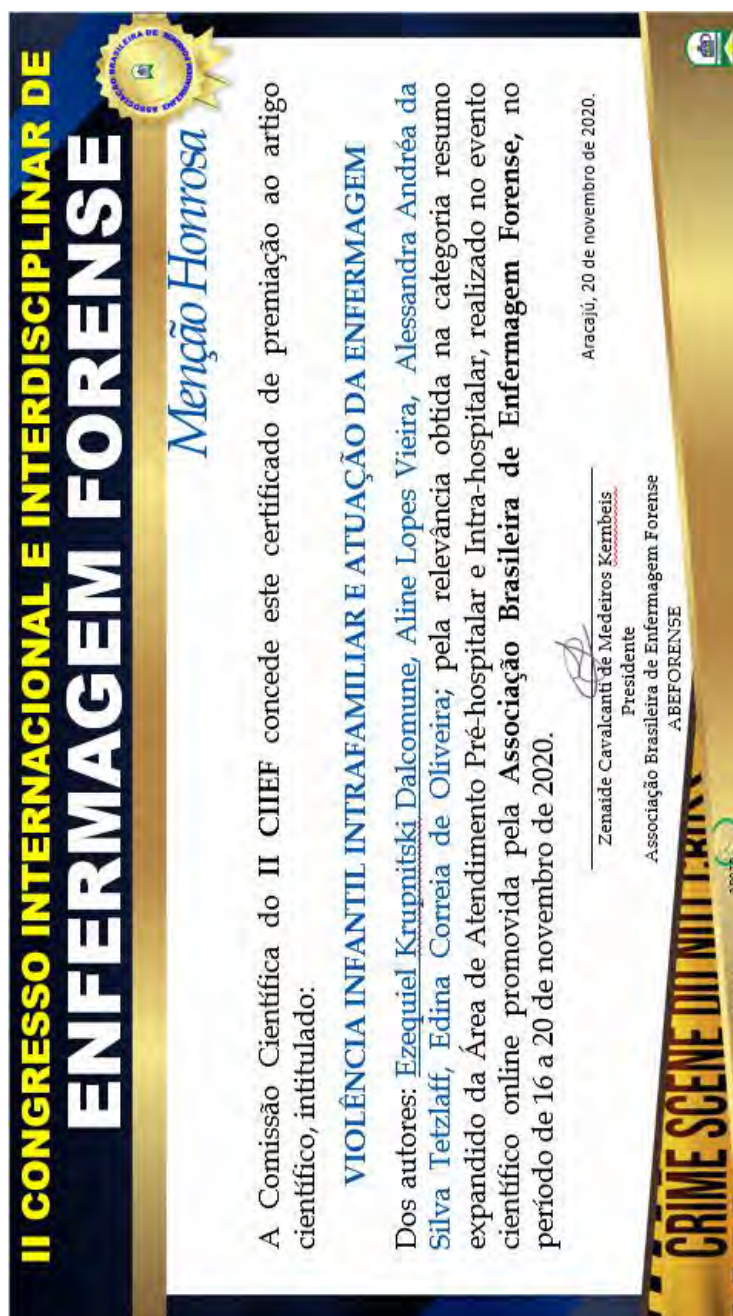 II CONGRESSO INTERNACIONAL E INTERDISCIPLINAR DE
ENFERMAGEM FORENSE
ASSOCIAÇÃO BRASILEIRA DE ENFERMAGEM FORENSE
Menção Honrosa
A Comissão Científica do II CIIEF concede este certificado de premiação ao artigo
científico, intitulado:
VIOLÊNCIA INFANTIL INTRAFAMILIAR E ATUAÇÃO DA ENFERMAGEM
Dos autores: Ezequiel Krupnitski Dalcomune, Aline Lopes Vieira, Alessandra Andréa da
Silva Tetzlaff, Edina Correia de Oliveira; pela relevância obtida na categoria resumo
expandido da Área de Atendimento Pré-hospitalar e Intra-hospitalar, realizado no evento
científico online promovida pela Associação Brasileira de Enfermagem Forense, no
período de 16 a 20 de novembro de 2020.
Aracajú, 20 de novembro de 2020.
Zenaide Cavalcanti de Medeiros Kernbeis
Presidente
Associação Brasileira de Enfermagem Forense
ABEFORENSE
CRIME SCENE DO NOT